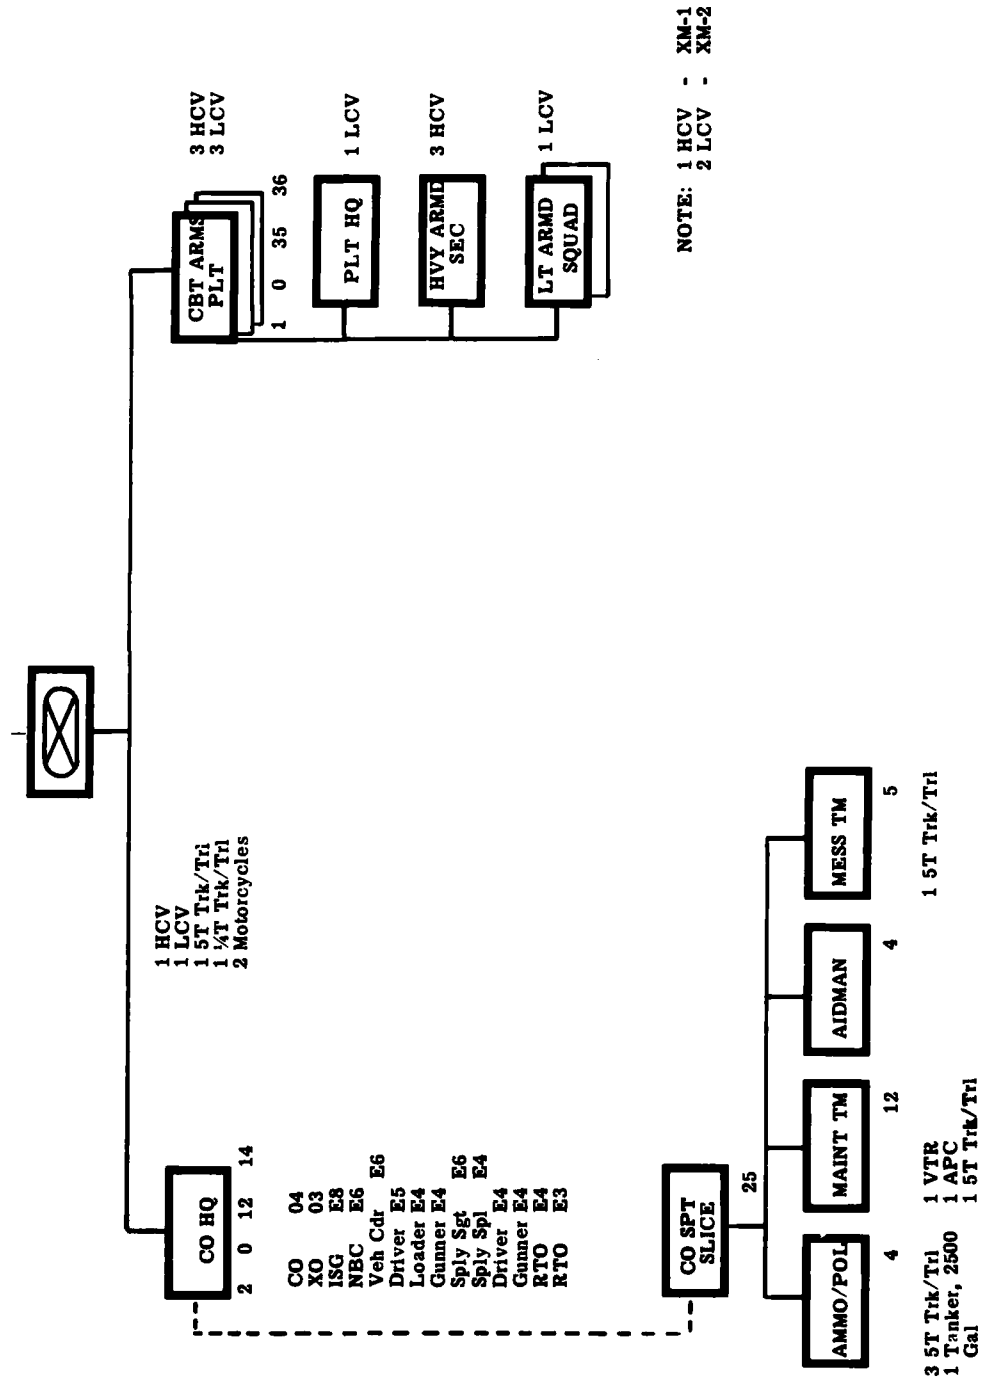 1 HCV
1 LCV
1 5T Trk/Trl
1 ¼T Trk/Trl
2 Motorcycles
CO HQ
2 0 12 14
CO 04
XO 03
ISG E8
NBC E6
Veh Cdr E6
Driver E5
Loader E4
Gunner E4
Sply Sgt E6
Sply Spl E4
Driver E4
Gunner E4
RTO E4
RTO E3
CO SPT
SLICE
25
AMMO/POL
4
3 5T Trk/Trl
1 Tanker, 2500
Gal
MAINT TM
12
1 VTR
1 APC
1 5T Trk/Trl
AIDMAN
4
MESS TM
5
1 5T Trk/Trl
CBT ARMS
PLT
3 HCV
3 LCV
1 0 35 36
PLT HQ
1 LCV
HVY ARMD
SEC
3 HCV
LT ARMD
SQUAD
1 LCV
NOTE: 1 HCV - XM-1
2 LCV - XM-2